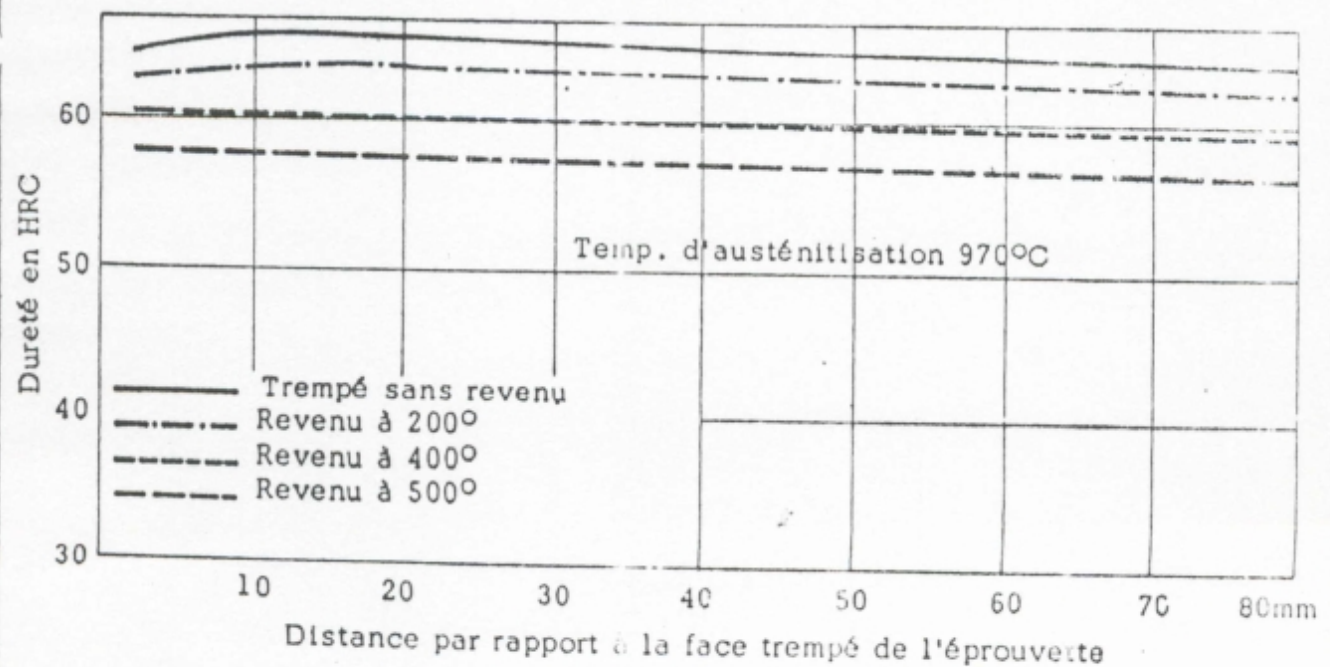 60
50
40
30
Dureté en HRC
Temp. d'austénitisation 970°C
Trempé sans revenu
Revenu à 200°
Revenu à 400°
Revenu à 500°
10 20 30 40 50 60 70 80mm
Distance par rapport à la face trempé de l'éprouvette